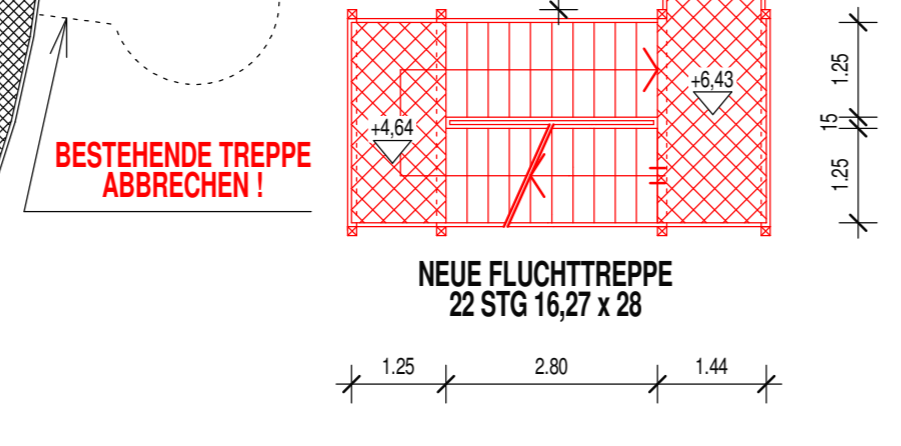 +6,43
+4,64
BESTEHENDE TREPPE
ABBRECHEN !
1.25
15
1.25
NEUE FLUCHTTREPPE
22 STG 16,27 x 28
1.25
2.80
1.44